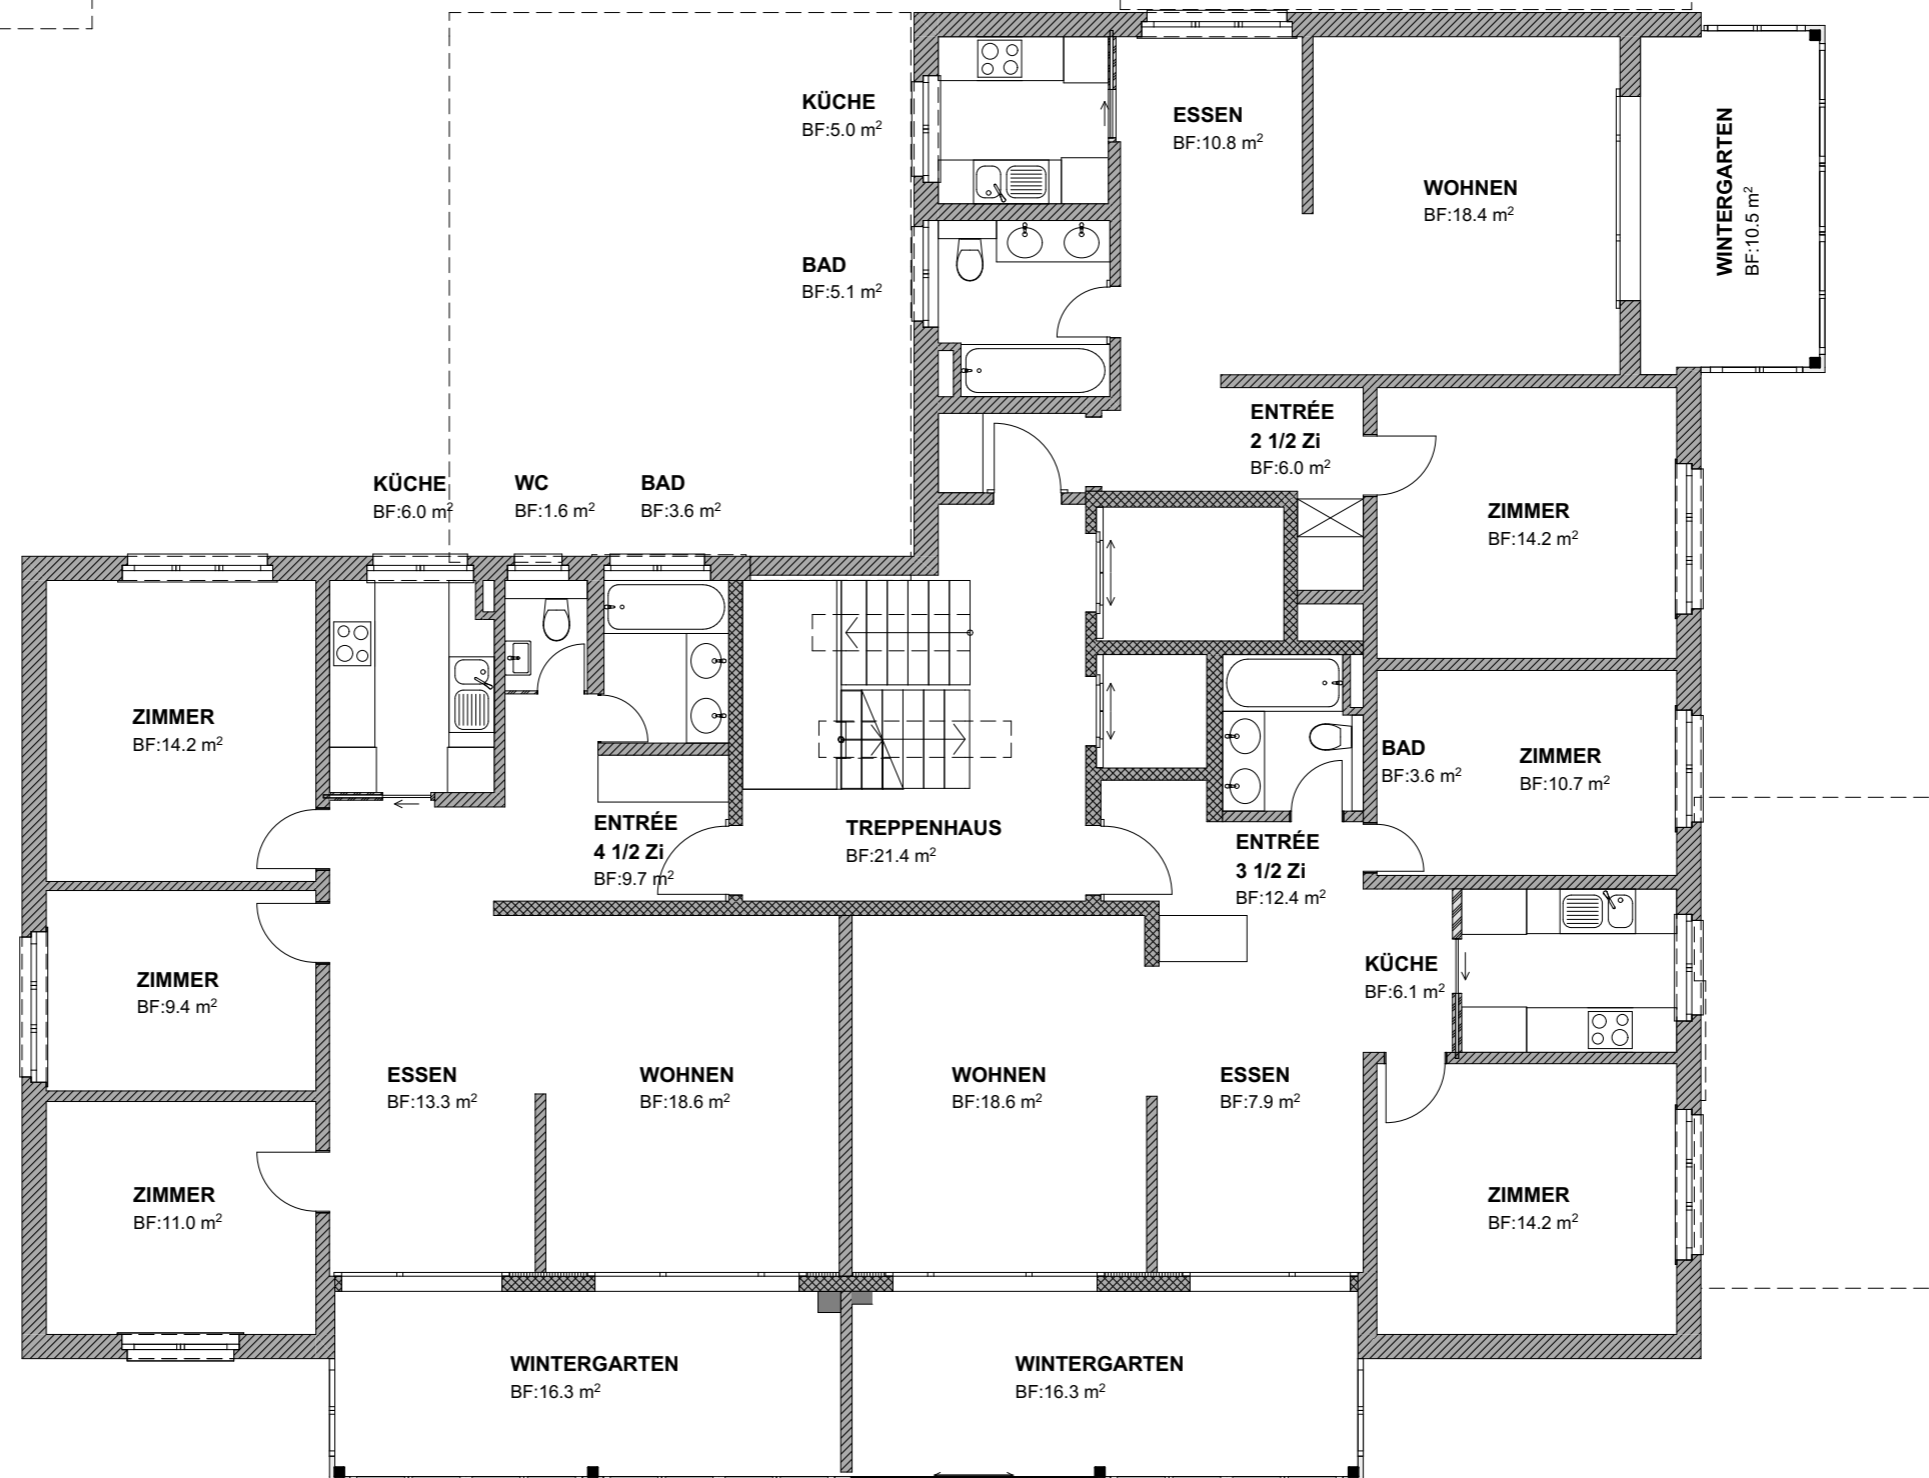 KÜCHE
BF:5.0 m²
ESSEN
BF:10.8 m²
WOHNEN
BF:18.4 m²
WINTERGARTEN
BF:10.5 m²
BAD
BF:5.1 m²
ENTRÉE
2 1/2 Zi
BF:6.0 m²
KÜCHE
BF:6.0 m²
WC
BF:1.6 m²
BAD
BF:3.6 m²
ZIMMER
BF:14.2 m²
ZIMMER
BF:14.2 m²
BAD
BF:3.6 m²
ZIMMER
BF:10.7 m²
ENTRÉE
4 1/2 Zi
BF:9.7 m²
TREPPENHAUS
BF:21.4 m²
ENTRÉE
3 1/2 Zi
BF:12.4 m²
ZIMMER
BF:9.4 m²
KÜCHE
BF:6.1 m²
ESSEN
BF:13.3 m²
WOHNEN
BF:18.6 m²
WOHNEN
BF:18.6 m²
ESSEN
BF:7.9 m²
ZIMMER
BF:11.0 m²
ZIMMER
BF:14.2 m²
WINTERGARTEN
BF:16.3 m²
WINTERGARTEN
BF:16.3 m²